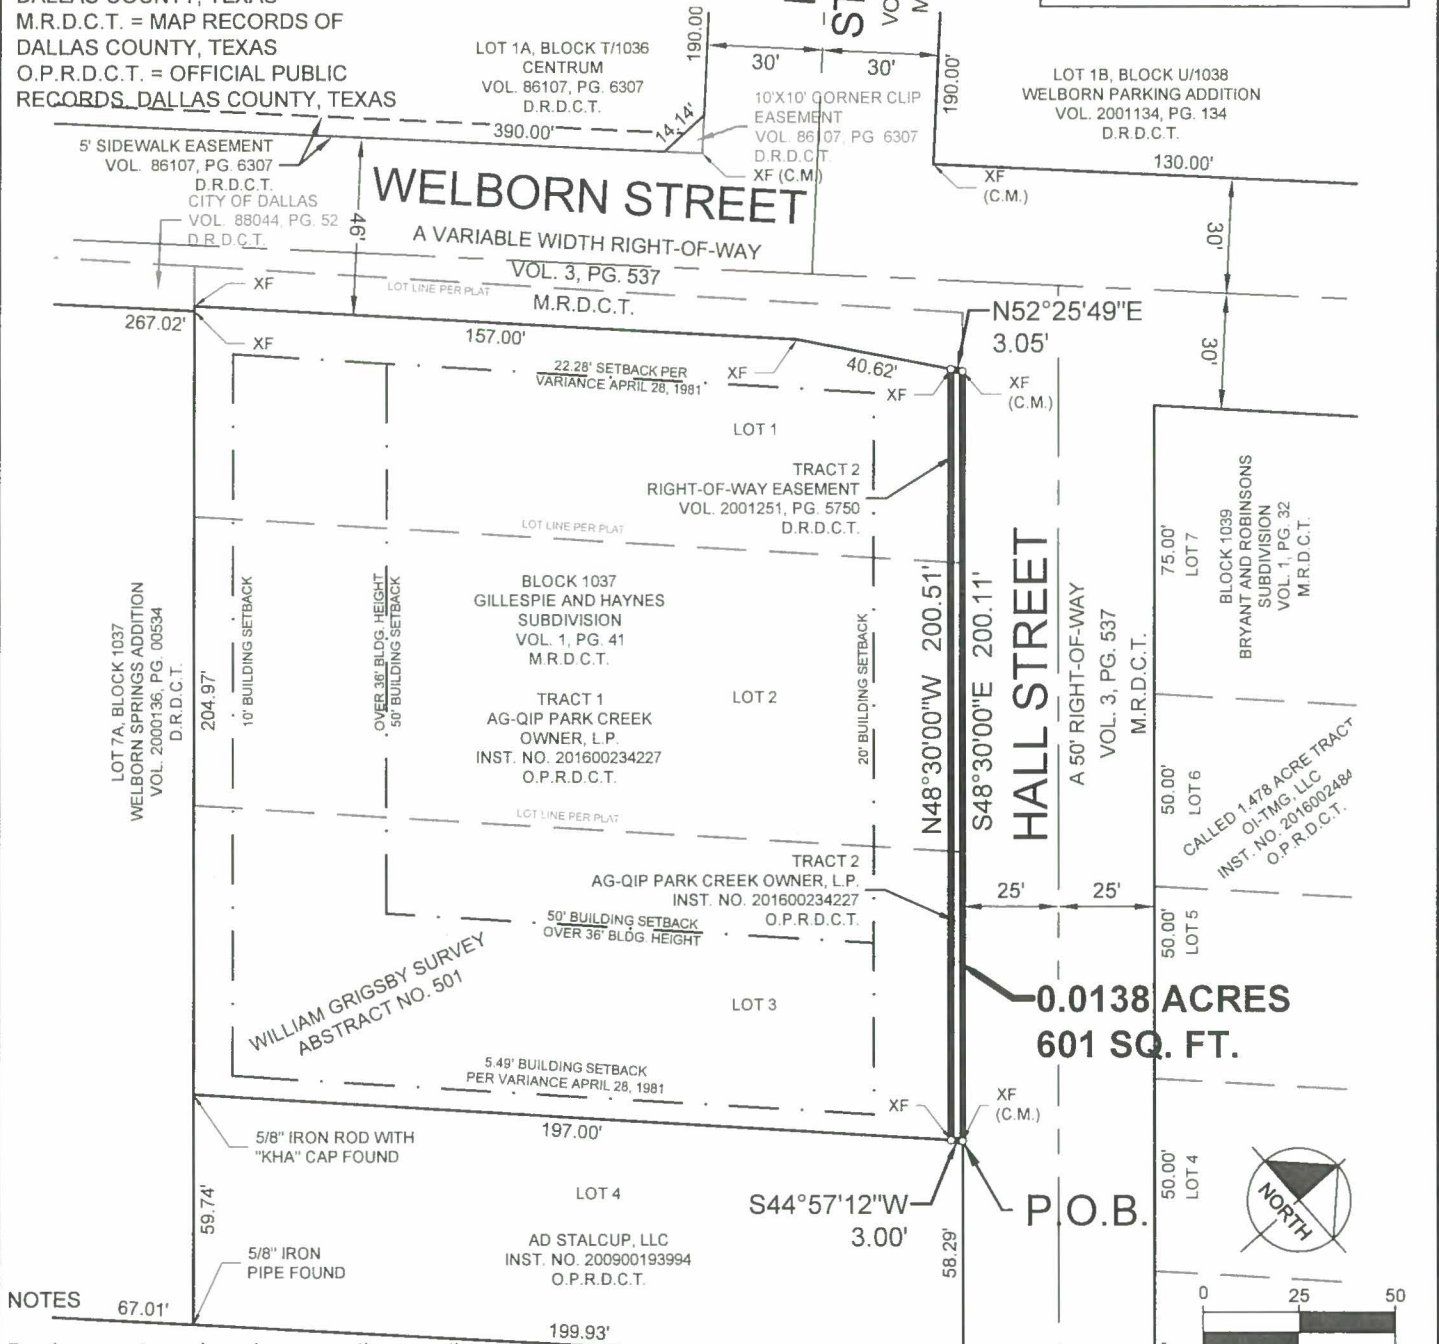 M.R.D.C.T. = MAP RECORDS OF
DALLAS COUNTY, TEXAS
O.P.R.D.C.T. = OFFICIAL PUBLIC
RECORDS, DALLAS COUNTY, TEXAS
LOT 1A, BLOCK T/1036
CENTRUM
VOL. 86107, PG. 6307
D.R.D.C.T.
190.00'
30'
30'
190.00'
LOT 1B, BLOCK U/1038
WELBORN PARKING ADDITION
VOL. 2001134, PG. 134
D.R.D.C.T.
390.00'
14.14'
10'X10' CORNER CLIP
EASEMENT
VOL. 86107, PG 6307
D.R.D.C.T.
XF (C.M.)
130.00'
XF
(C.M.)
5' SIDEWALK EASEMENT
VOL. 86107, PG. 6307
D.R.D.C.T.
CITY OF DALLAS
VOL. 88044, PG. 52
D.R.D.C.T.
46'
WELBORN STREET
A VARIABLE WIDTH RIGHT-OF-WAY
VOL. 3, PG. 537
M.R.D.C.T.
LOT LINE PER PLAT
30'
30'
XF
267.02'
XF
157.00'
40.62'
XF
N52°25'49"E
3.05'
XF
XF
(C.M.)
22.28' SETBACK PER
VARIANCE APRIL 28, 1981
LOT 1
TRACT 2
RIGHT-OF-WAY EASEMENT
VOL. 2001251, PG. 5750
D.R.D.C.T.
LOT LINE PER PLAT
BLOCK 1037
GILLESPIE AND HAYNES
SUBDIVISION
VOL. 1, PG. 41
M.R.D.C.T.
TRACT 1
AG-QIP PARK CREEK
OWNER, L.P.
INST. NO. 201600234227
O.P.R.D.C.T.
LOT 2
LOT 7A, BLOCK 1037
WELBORN SPRINGS ADDITION
VOL. 2000136, PG. 00534
D.R.D.C.T.
204.97'
10' BUILDING SETBACK
OVER 36' BLDG. HEIGHT
50' BUILDING SETBACK
20' BUILDING SETBACK
N48°30'00"W 200.51'
S48°30'00"E 200.11'
HALL STREET
A 50' RIGHT-OF-WAY
VOL. 3, PG. 537
M.R.D.C.T.
75.00'
LOT 7
BLOCK 1039
BRYANT AND ROBINSONS
SUBDIVISION
VOL. 1, PG. 32
M.R.D.C.T.
50.00'
LOT 6
CALLED 1.478 ACRE TRACT
OI-TMG, LLC
INST. NO. 2016002484
O.P.R.D.C.T.
LOT LINE PER PLAT
TRACT 2
AG-QIP PARK CREEK OWNER, L.P.
INST. NO. 201600234227
O.P.R.D.C.T.
25'
25'
50.00'
LOT 5
50' BUILDING SETBACK
OVER 36' BLDG. HEIGHT
WILLIAM GRIGSBY SURVEY
ABSTRACT NO. 501
LOT 3
0.0138 ACRES
601 SQ. FT.
5.49' BUILDING SETBACK
PER VARIANCE APRIL 28, 1981
XF
XF
(C.M.)
5/8" IRON ROD WITH
"KHA" CAP FOUND
197.00'
59.74'
LOT 4
S44°57'12"W
3.00'
P.O.B.
50.00'
LOT 4
NORTH
AD STALCUP, LLC
INST. NO. 200900193994
O.P.R.D.C.T.
58.29'
5/8" IRON
PIPE FOUND
NOTES
67.01'
199.93'
0 25 50